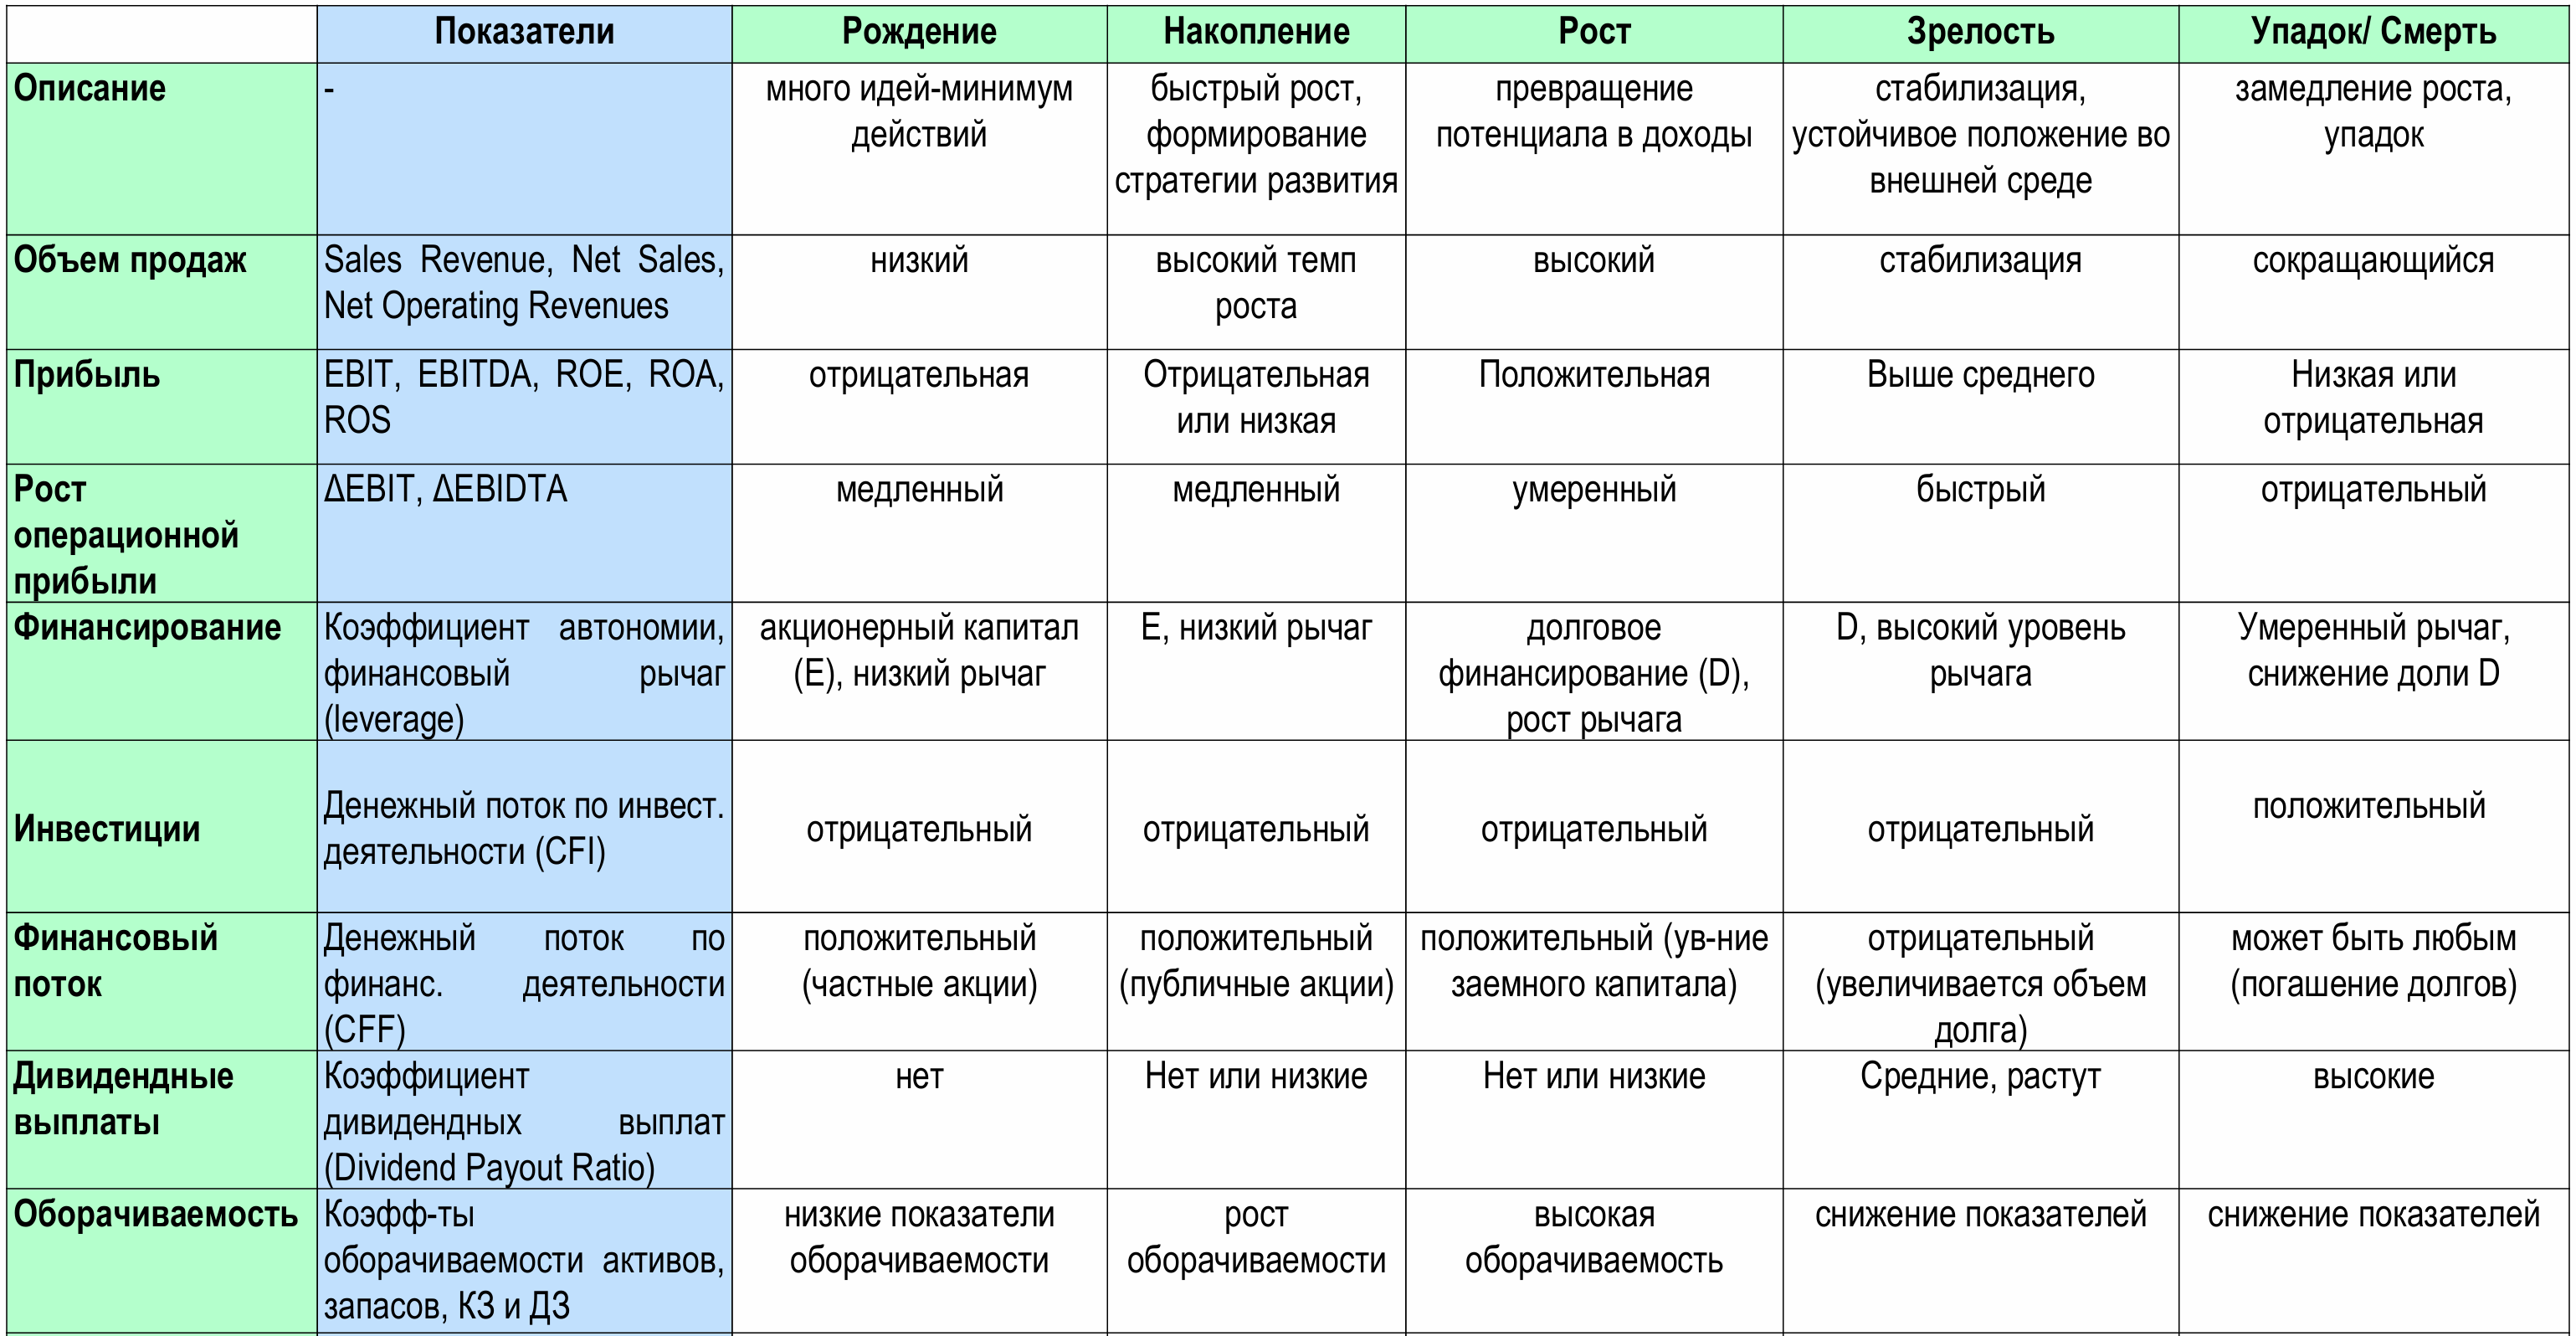 Показатели Рождение Накопление Рост Зрелость Упадок/ Смерть
Описание - много идей-минимум быстрый рост, превращение стабилизация, замедление роста,
действий формирование потенциала в доходы устойчивое положение во упадок
стратегии развития внешней среде
Объем продаж Sales Revenue, Net Sales, низкий высокий темп высокий стабилизация сокращающийся
Net Operating Revenues роста
Прибыль EBIT, EBITDA, ROE, ROA, отрицательная Отрицательная Положительная Выше среднего Низкая или
ROS или низкая отрицательная
Рост ΔEBIT, ΔEBIDTA медленный медленный умеренный быстрый отрицательный
операционной
прибыли
Финансирование Коэффициент автономии, акционерный капитал E, низкий рычаг долговое D, высокий уровень Умеренный рычаг,
финансовый рычаг (E), низкий рычаг финансирование (D), рычага снижение доли D
(leverage) рост рычага
Инвестиции Денежный поток по инвест. отрицательный отрицательный отрицательный отрицательный положительный
деятельности (CFI)
Финансовый Денежный поток по положительный положительный положительный (ув-ние отрицательный может быть любым
поток финанс. деятельности (частные акции) (публичные акции) заемного капитала) (увеличивается объем (погашение долгов)
(CFF) долга)
Дивидендные Коэффициент нет Нет или низкие Нет или низкие Средние, растут высокие
выплаты дивидендных выплат
(Dividend Payout Ratio)
Оборачиваемость Коэфф-ты низкие показатели рост высокая снижение показателей снижение показателей
оборачиваемости активов, оборачиваемости оборачиваемости оборачиваемость
запасов, КЗ и ДЗ